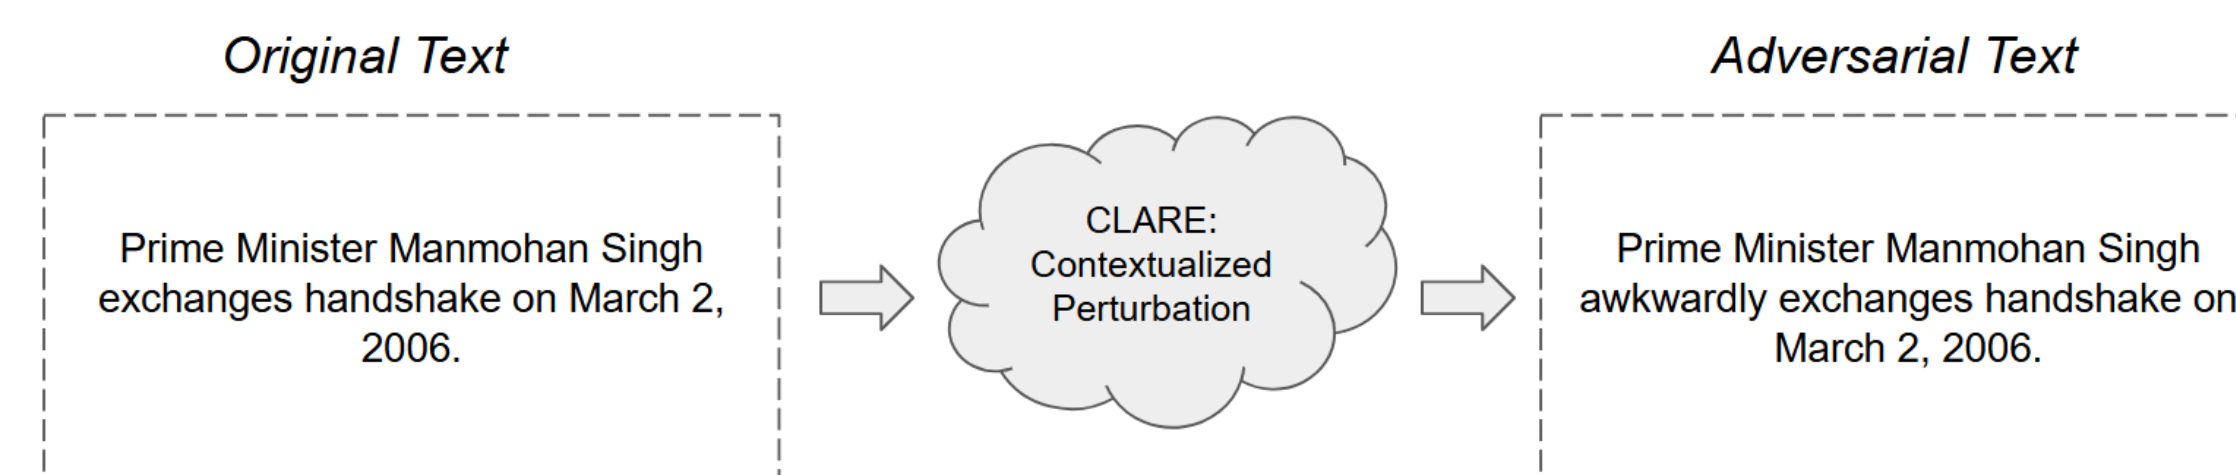 Original Text
Adversarial Text
Prime Minister Manmohan Singh
exchanges handshake on March 2,
2006.
CLARE:
Contextualized
Perturbation
Prime Minister Manmohan Singh
awkwardly exchanges handshake on
March 2, 2006.